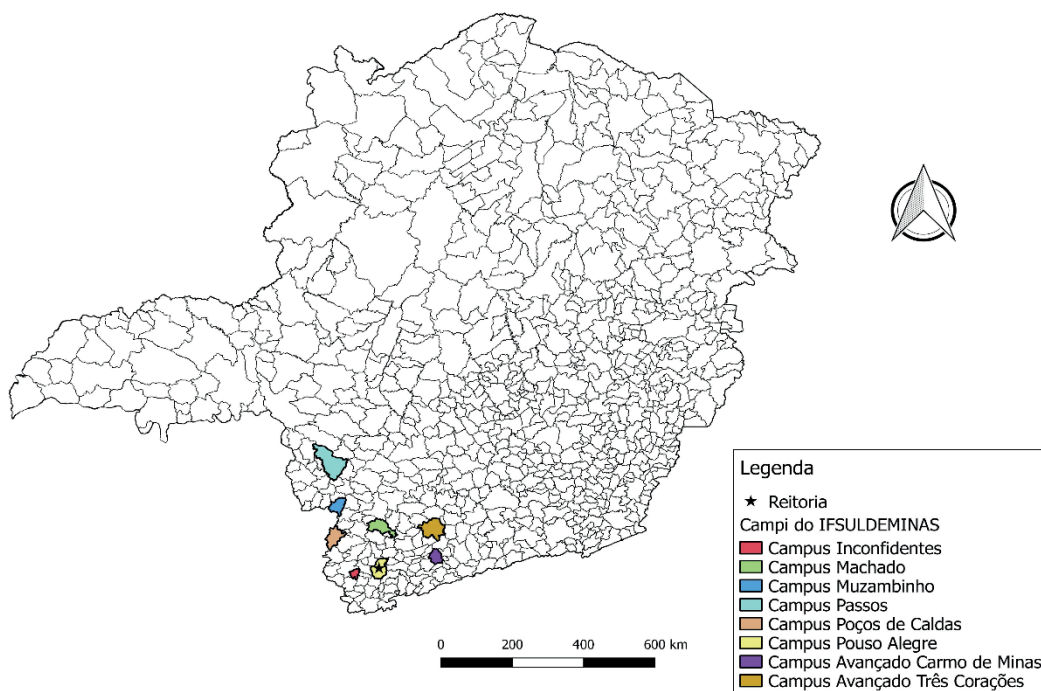 Legenda
Reitoria
Campi do IFSULDEMINAS
Campus Inconfidentes
Campus Machado
Campus Muzambinho
Campus Passos
Campus Poços de Caldas
Campus Pouso Alegre
Campus Avançado Carmo de Minas
Campus Avançado Três Corações
0 200 400 600 km